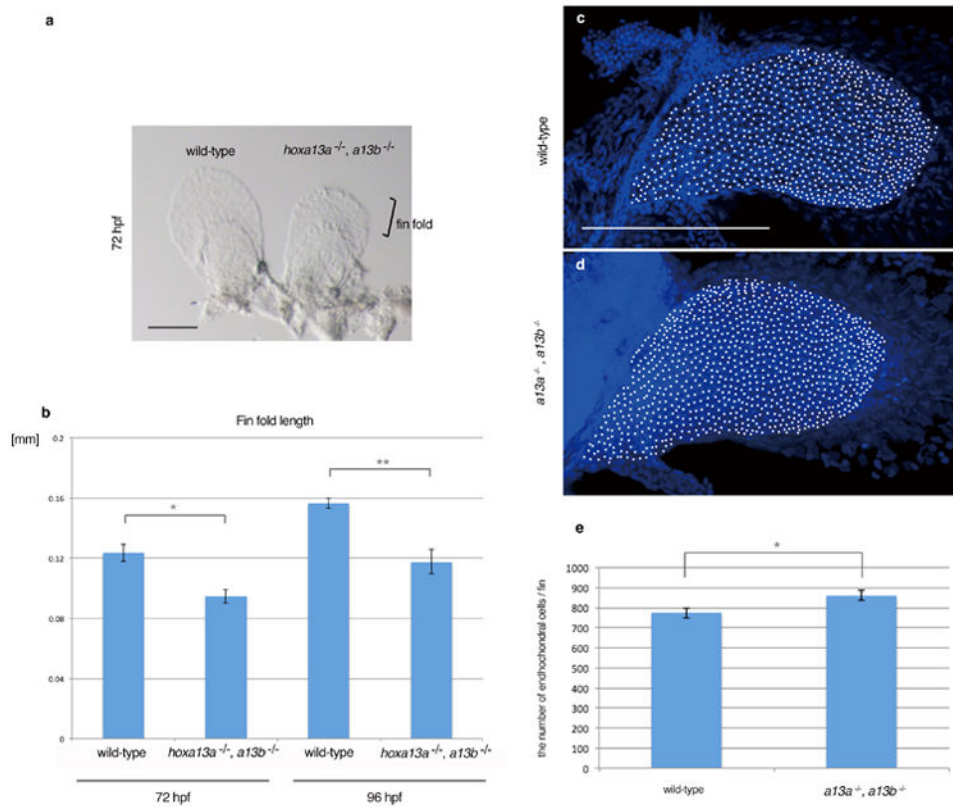 a
wild-type
hoxa13a -/-, a13b -/-
fin fold
72 hpf
b
Fin fold length
[mm]
0.2
0.16
0.12
0.08
0.04
0
*
**
wild-type
hoxa13a -/-, a13b -/-
wild-type
hoxa13a -/-, a13b -/-
72 hpf
96 hpf
c
wild-type
d
a13a -/-, a13b -/-
e
the number of endhochondral cells / fin
1000
900
800
700
600
500
400
300
200
100
0
*
wild-type
a13a -/-, a13b -/-